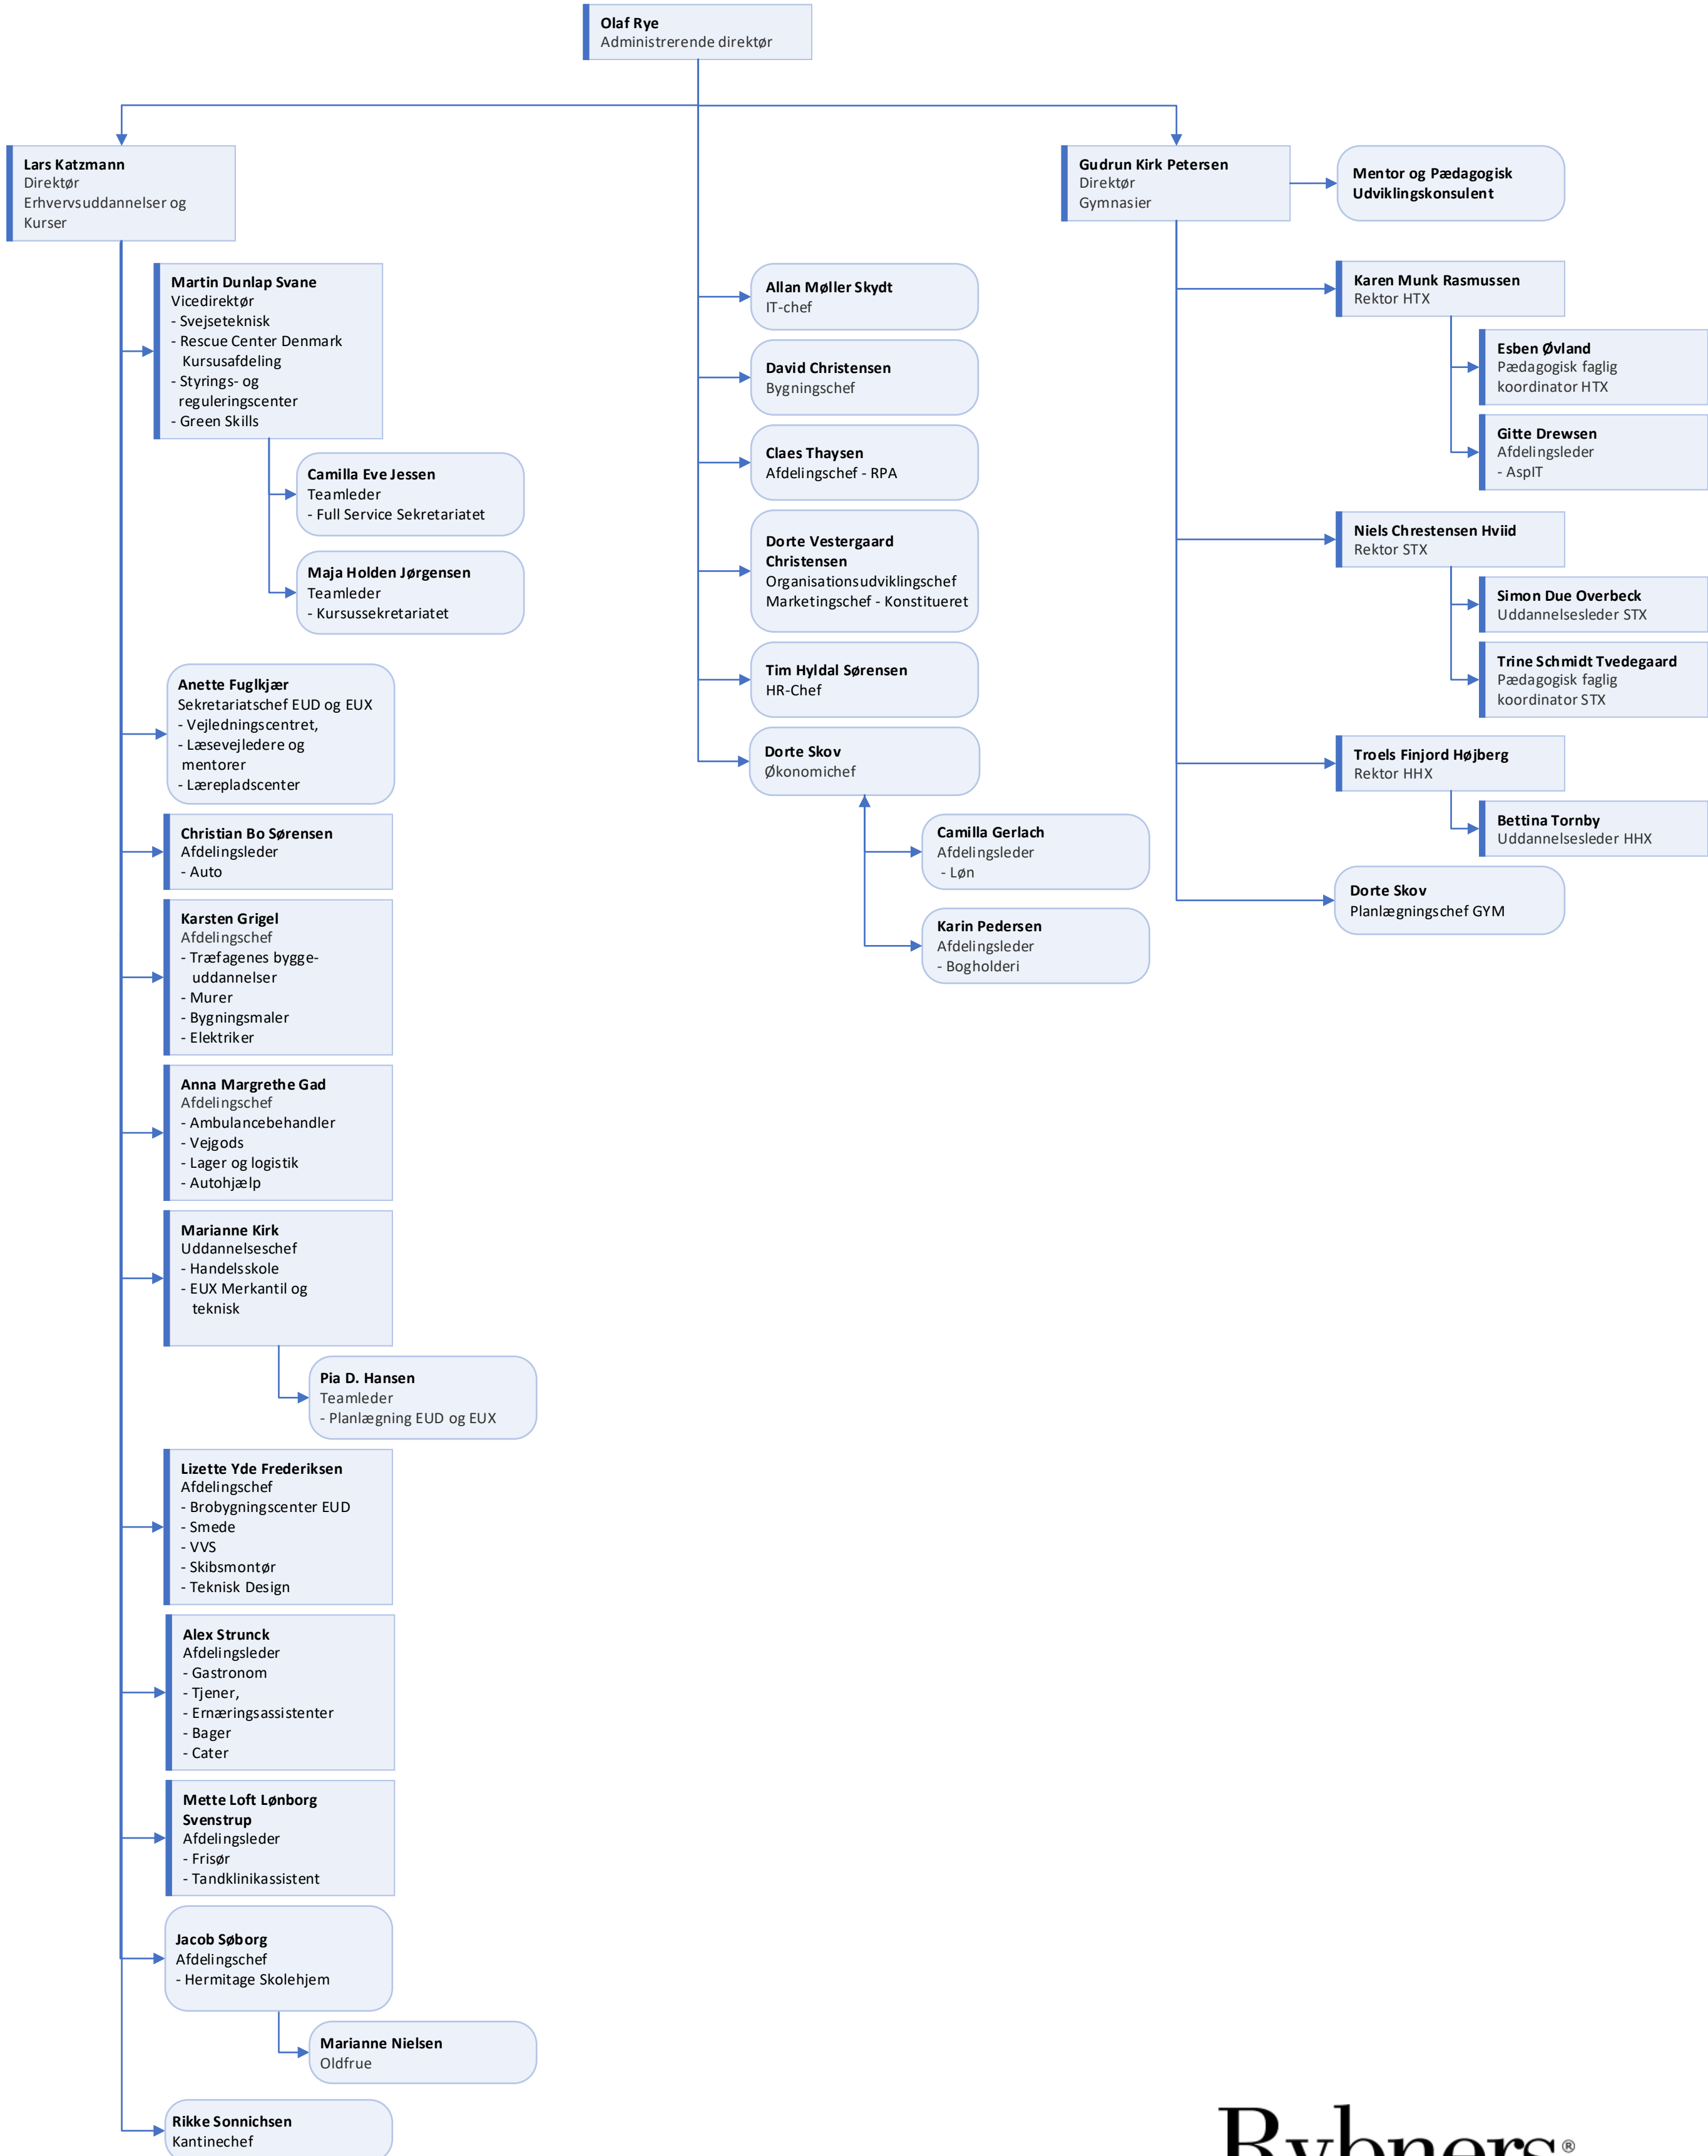 Olaf Rye
Administrerende direktør
Lars Katzmann
Direktør
Erhvervsuddannelser og
Kurser
Martin Dunlap Svane
Vicedirektør
- Svejseteknisk
- Rescue Center Denmark
Kursusafdeling
- Styrings- og
reguleringscenter
- Green Skills
Camilla Eve Jessen
Teamleder
- Full Service Sekretariatet
Maja Holden Jørgensen
Teamleder
- Kursussekretariatet
Anette Fuglkjær
Sekretariatschef EUD og EUX
- Vejledningscentret,
- Læsevejledere og
mentorer
- Lærepladscenter
Christian Bo Sørensen
Afdelingsleder
- Auto
Karsten Grigel
Afdelingschef
- Træfagenes bygge-
uddannelser
- Murer
- Bygningsmaler
- Elektriker
Anna Margrethe Gad
Afdelingschef
- Ambulancebehandler
- Vejgods
- Lager og logistik
- Autohjælp
Marianne Kirk
Uddannelseschef
- Handelsskole
- EUX Merkantil og
teknisk
Pia D. Hansen
Teamleder
- Planlægning EUD og EUX
Lizette Yde Frederiksen
Afdelingschef
- Brobygningscenter EUD
- Smede
- VVS
- Skibsmontør
- Teknisk Design
Alex Strunck
Afdelingsleder
- Gastronom
- Tjener,
- Ernæringsassistenter
- Bager
- Cater
Mette Loft Lønborg
Svenstrup
Afdelingsleder
- Frisør
- Tandklinikassistent
Jacob Søborg
Afdelingschef
- Hermitage Skolehjem
Marianne Nielsen
Oldfrue
Rikke Sonnichsen
Kantinechef
Allan Møller Skydt
IT-chef
David Christensen
Bygningschef
Claes Thaysen
Afdelingschef - RPA
Dorte Vestergaard
Christensen
Organisationsudviklingschef
Marketingschef - Konstitueret
Tim Hyldal Sørensen
HR-Chef
Dorte Skov
Økonomichef
Camilla Gerlach
Afdelingsleder
- Løn
Karin Pedersen
Afdelingsleder
- Bogholderi
Gudrun Kirk Petersen
Direktør
Gymnasier
Mentor og Pædagogisk
Udviklingskonsulent
Karen Munk Rasmussen
Rektor HTX
Esben Øvland
Pædagogisk faglig
koordinator HTX
Gitte Drewsen
Afdelingsleder
- AspIT
Niels Chrestensen Hviid
Rektor STX
Simon Due Overbeck
Uddannelsesleder STX
Trine Schmidt Tvedegaard
Pædagogisk faglig
koordinator STX
Troels Finjord Højberg
Rektor HHX
Bettina Tornby
Uddannelsesleder HHX
Dorte Skov
Planlægningschef GYM
Rybners®